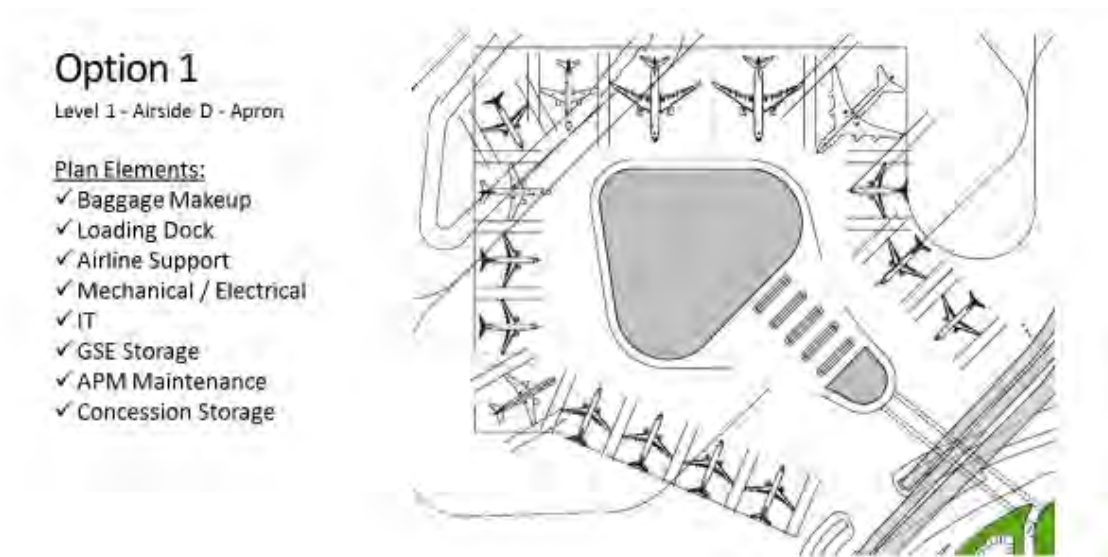 Option 1
Level 1 - Airside D - Apron
Plan Elements:
✓ Baggage Makeup
✓ Loading Dock
✓ Airline Support
✓ Mechanical / Electrical
✓ IT
✓ GSE Storage
✓ APM Maintenance
✓ Concession Storage